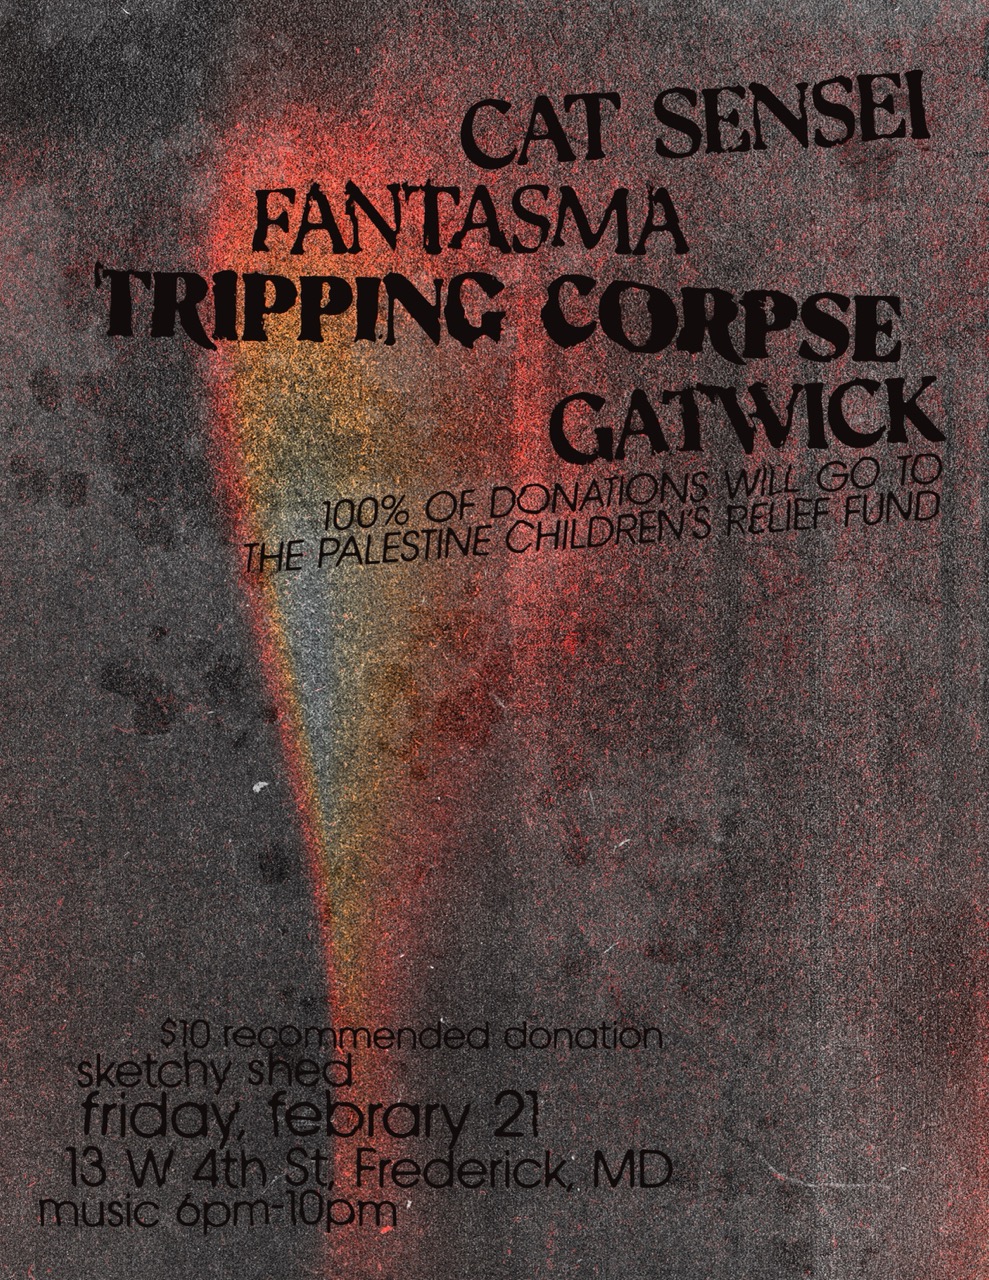 CAT SENSEI
FANTASMA
TRIPPING CORPSE
GATWICK
100% OF DONATIONS WILL GO TO
THE PALESTINE CHILDREN'S RELIEF FUND
$10 recommended donation
sketchy shed
friday, febrary 21
13 W 4th St, Frederick, MD
music 6pm-10pm